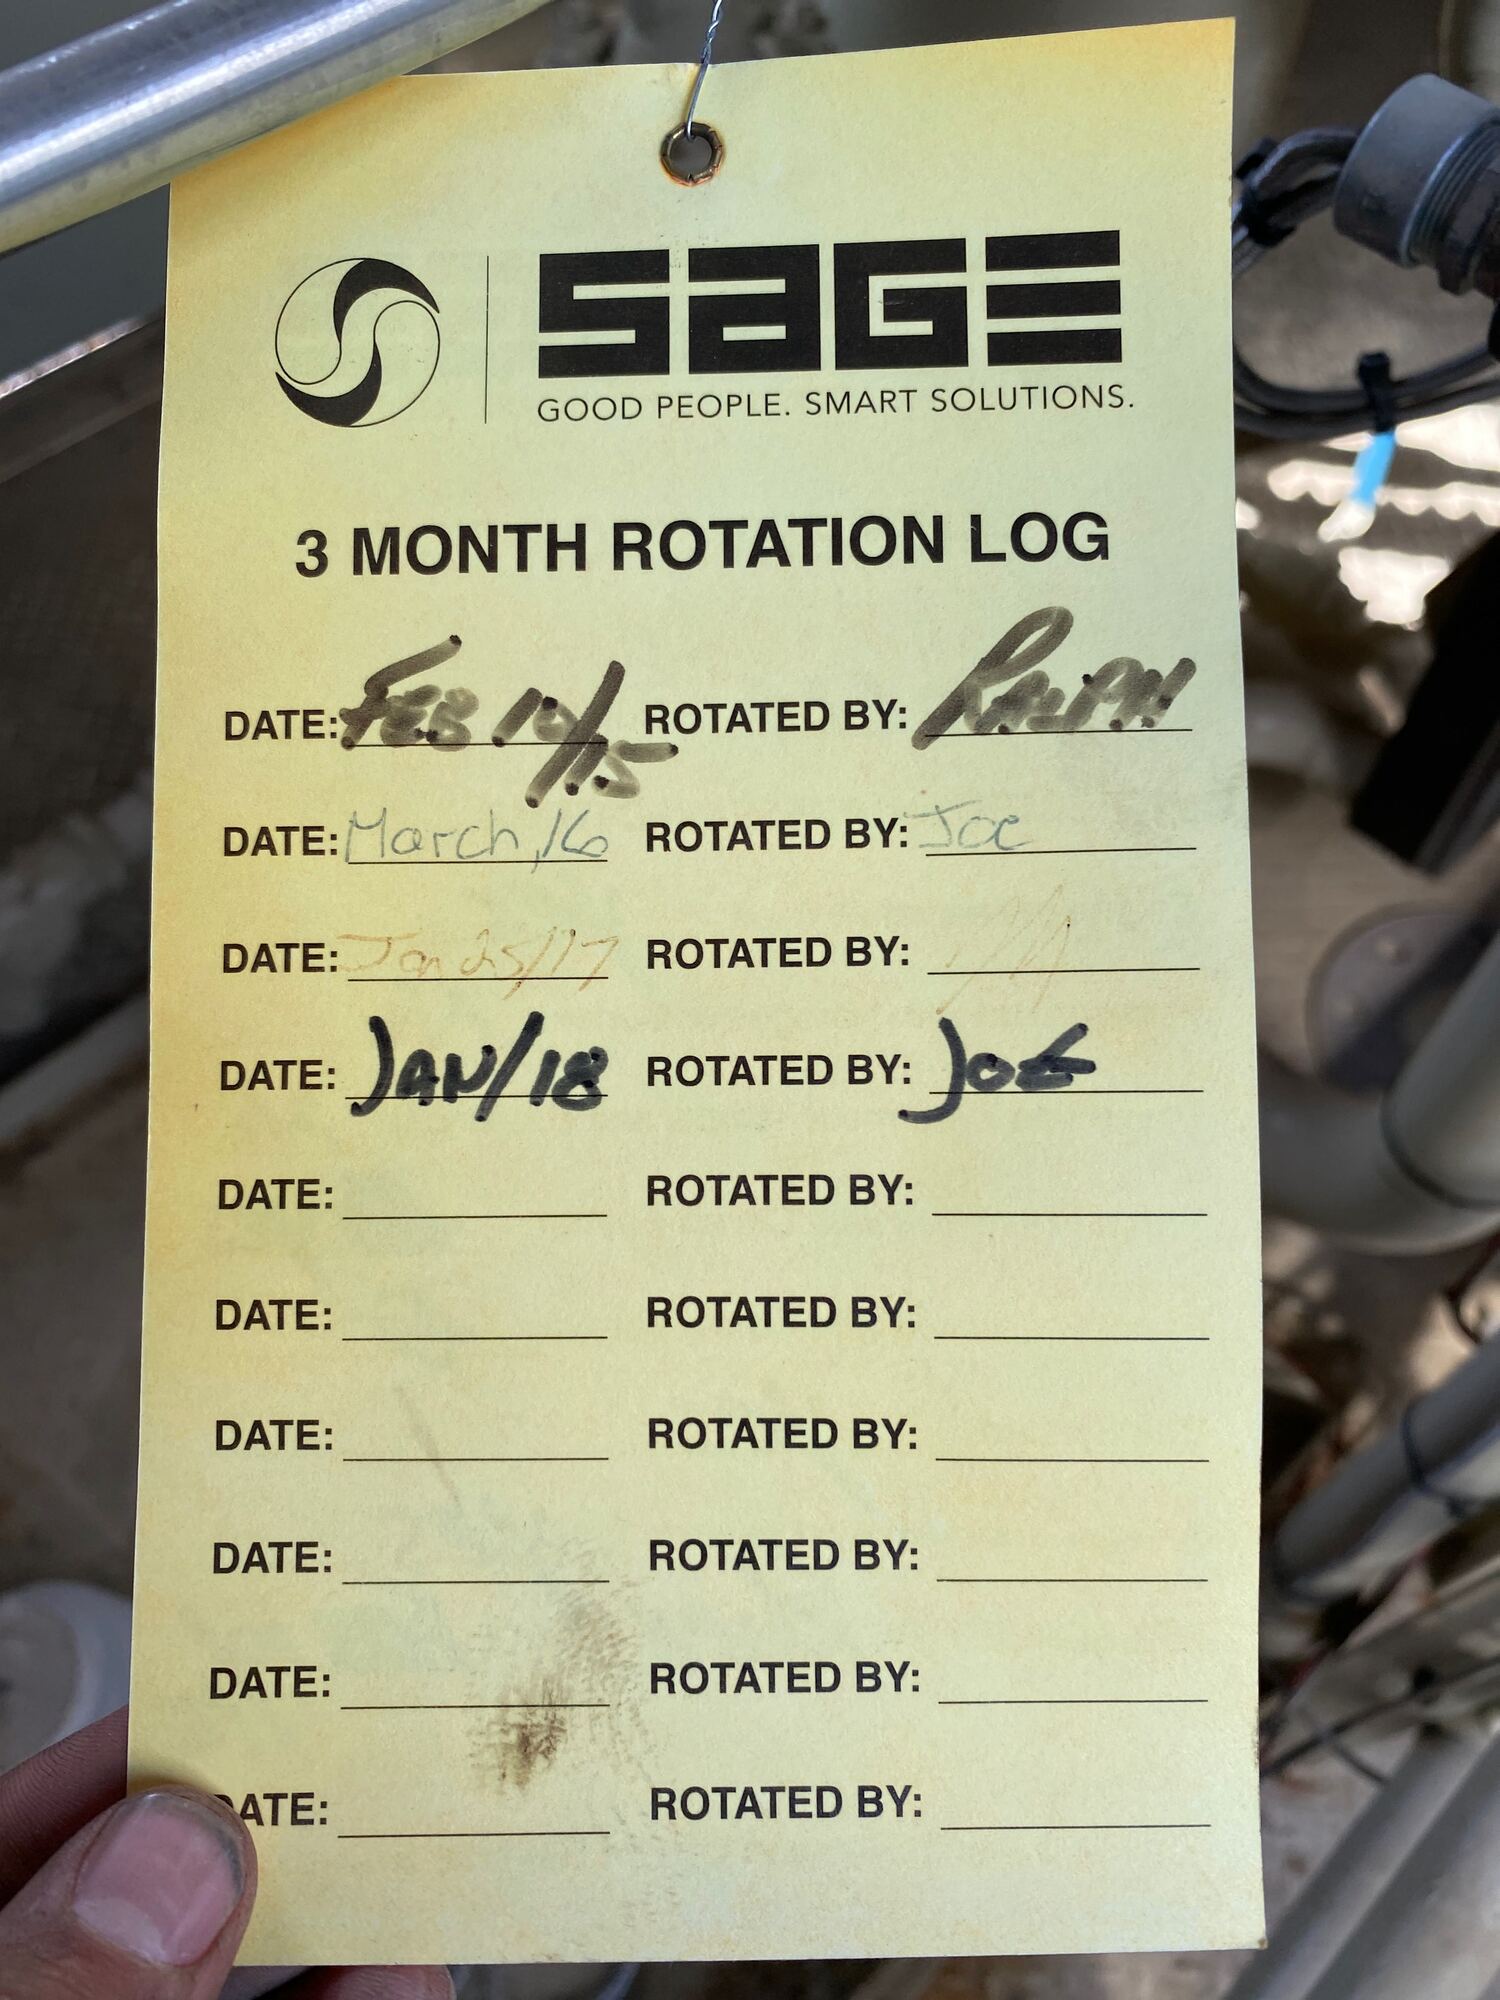 SAGE
GOOD PEOPLE. SMART SOLUTIONS.
3 MONTH ROTATION LOG
DATE: FEB 10/15 ROTATED BY: RALPH
DATE: March, 16 ROTATED BY: Joe
DATE: Jan 25/17 ROTATED BY:
DATE: JAN/18 ROTATED BY: JOE
DATE: ROTATED BY:
DATE: ROTATED BY:
DATE: ROTATED BY:
DATE: ROTATED BY:
DATE: ROTATED BY:
DATE: ROTATED BY: